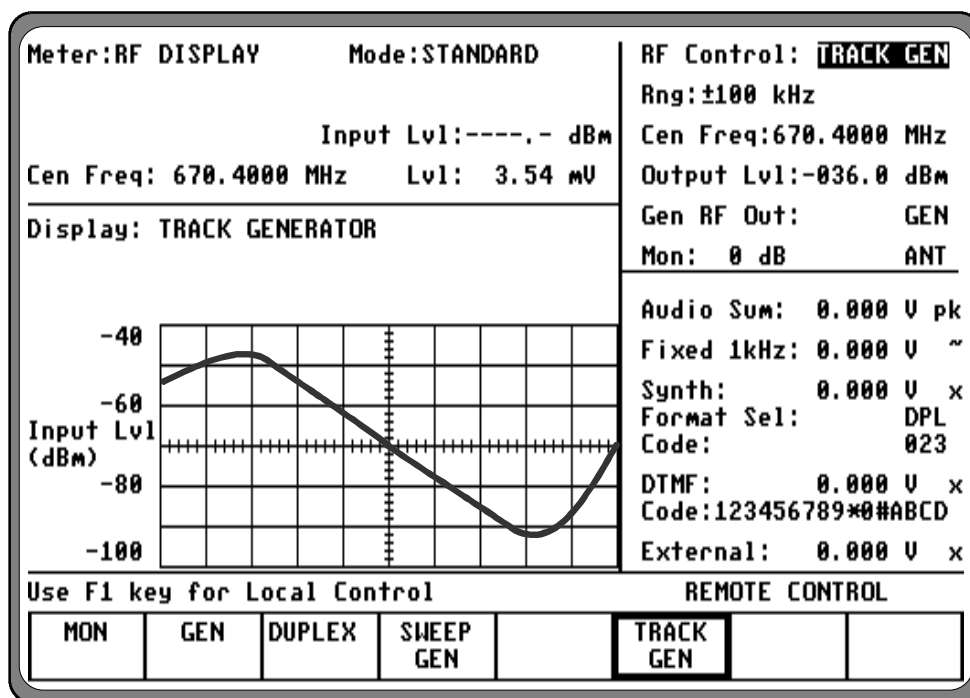 Meter:RF DISPLAY Mode:STANDARD
Input Lvl:----.- dBm
Cen Freq: 670.4000 MHz Lvl: 3.54 mV
Display: TRACK GENERATOR
-40
-60
Input Lvl
(dBm)
-80
-100
RF Control: TRACK GEN
Rng:±100 kHz
Cen Freq:670.4000 MHz
Output Lvl:-036.0 dBm
Gen RF Out: GEN
Mon: 0 dB ANT
Audio Sum: 0.000 V pk
Fixed 1kHz: 0.000 V ~
Synth: 0.000 V x
Format Sel: DPL
Code: 023
DTMF: 0.000 V x
Code:123456789*0#ABCD
External: 0.000 V x
Use F1 key for Local Control REMOTE CONTROL
MON GEN DUPLEX SWEEP GEN TRACK GEN